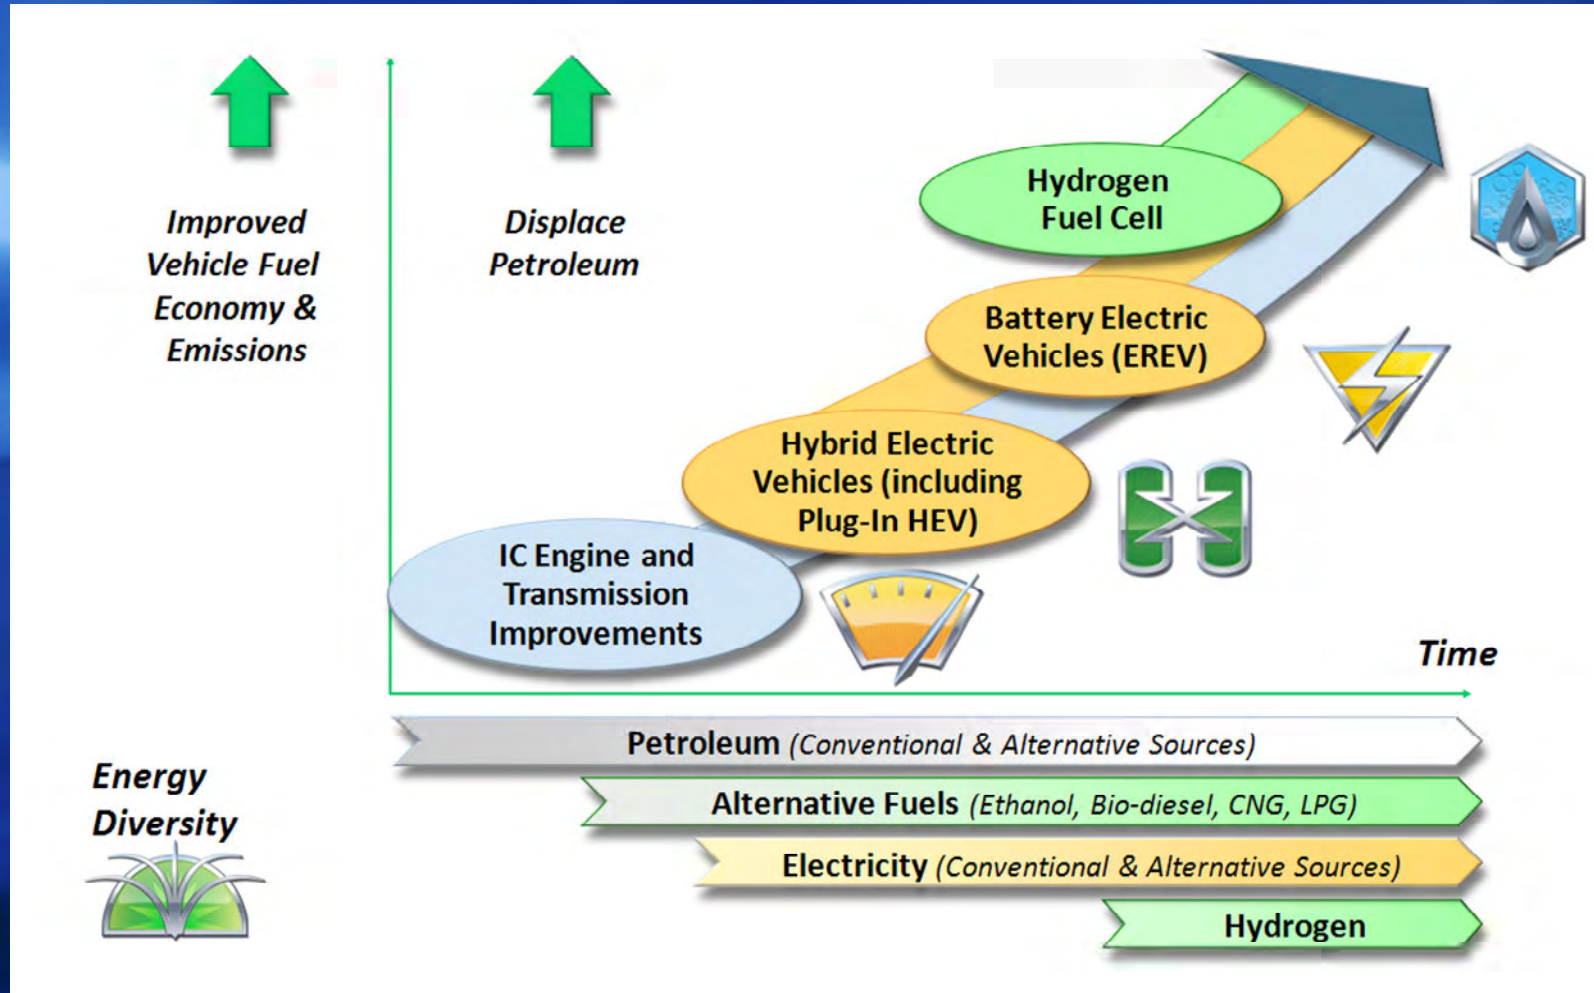 Improved
Vehicle Fuel
Economy &
Emissions
Displace
Petroleum
Hydrogen
Fuel Cell
Battery Electric
Vehicles (EREV)
Hybrid Electric
Vehicles (including
Plug-In HEV)
IC Engine and
Transmission
Improvements
Time
Energy
Diversity
Petroleum (Conventional & Alternative Sources)
Alternative Fuels (Ethanol, Bio-diesel, CNG, LPG)
Electricity (Conventional & Alternative Sources)
Hydrogen